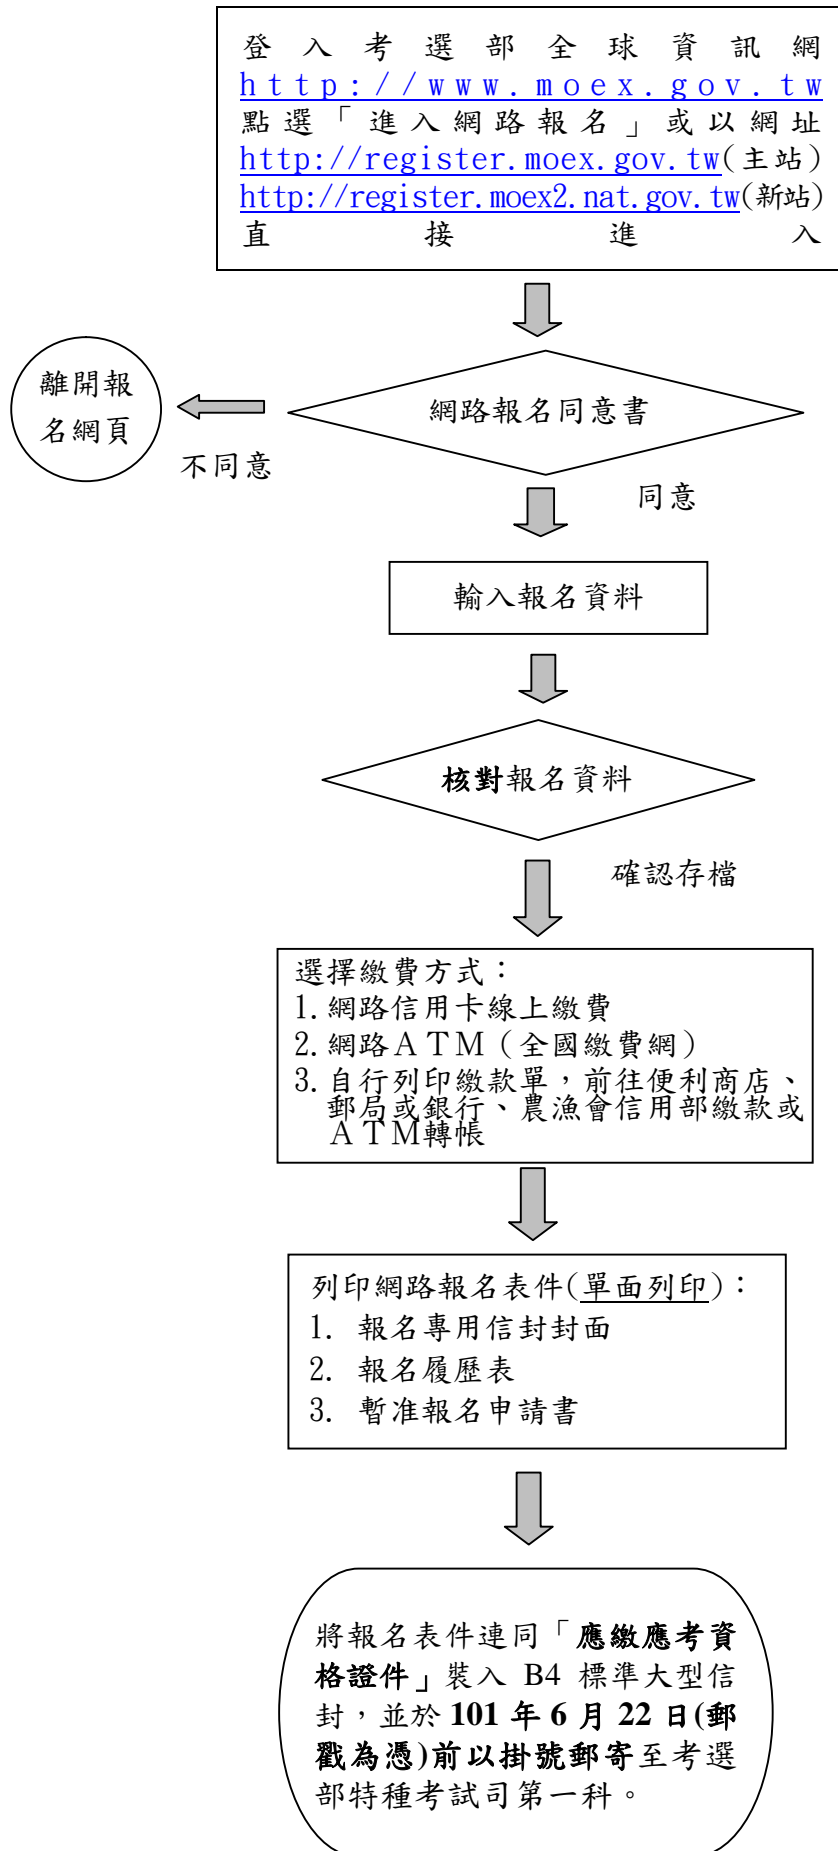 登入考選部全球資訊網
http://www.moex.gov.tw
點選「進入網路報名」或以網址
http://register.moex.gov.tw(主站)
http://register.moex2.nat.gov.tw(新站)
直接進入
離開報
名網頁
網路報名同意書
不同意
同意
輸入報名資料
核對報名資料
確認存檔
選擇繳費方式：
1.網路信用卡線上繳費
2.網路ＡＴＭ（全國繳費網）
3.自行列印繳款單，前往便利商店、
郵局或銀行、農漁會信用部繳款或
ＡＴＭ轉帳
列印網路報名表件(單面列印)：
1. 報名專用信封封面
2. 報名履歷表
3. 暫准報名申請書
將報名表件連同「應繳應考資
格證件」裝入 B4 標準大型信
封，並於 101 年 6 月 22 日(郵
戳為憑)前以掛號郵寄至考選
部特種考試司第一科。